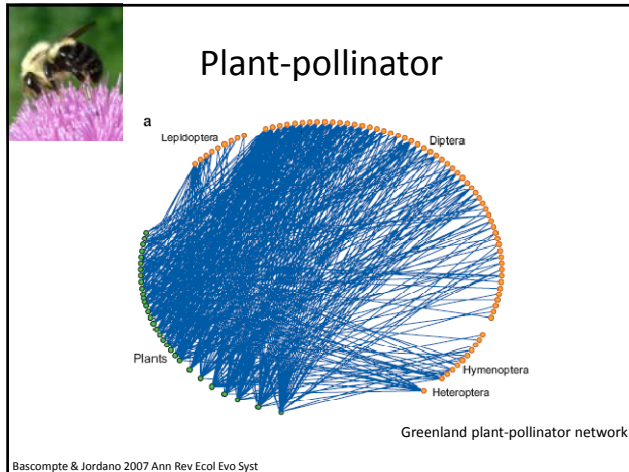 Plant-pollinator
a
Lepidoptera
Diptera
Plants
Hymenoptera
Heteroptera
Greenland plant-pollinator network
Bascompte & Jordano 2007 Ann Rev Ecol Evo Syst